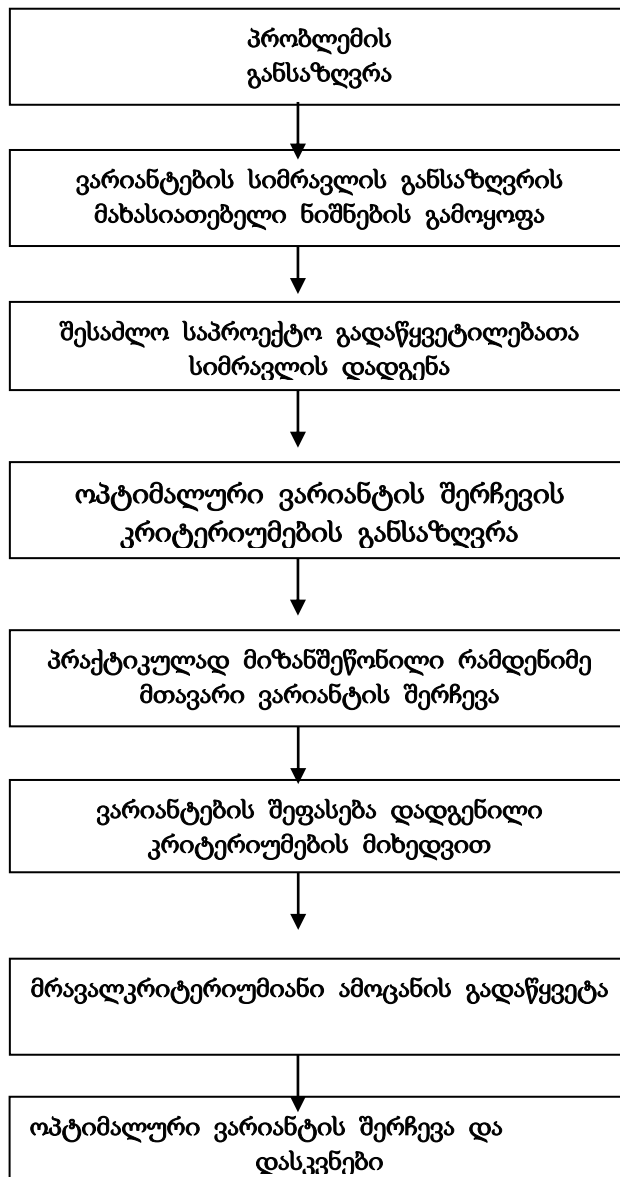 პრობლემის
განსაზღვრა
ვარიანტების სიმრავლის განსაზღვრის
მახასიათებელი ნიშნების გამოყოფა
შესაძლო საპროექტო გადაწყვეტილებათა
სიმრავლის დადგენა
ოპტიმალური ვარიანტის შერჩევის
კრიტერიუმების განსაზღვრა
პრაქტიკულად მიზანშეწონილი რამდენიმე
მთავარი ვარიანტის შერჩევა
ვარიანტების შეფასება დადგენილი
კრიტერიუმების მიხედვით
მრავალკრიტერიუმიანი ამოცანის გადაწყვეტა
ოპტიმალური ვარიანტის შერჩევა და
დასკვნები